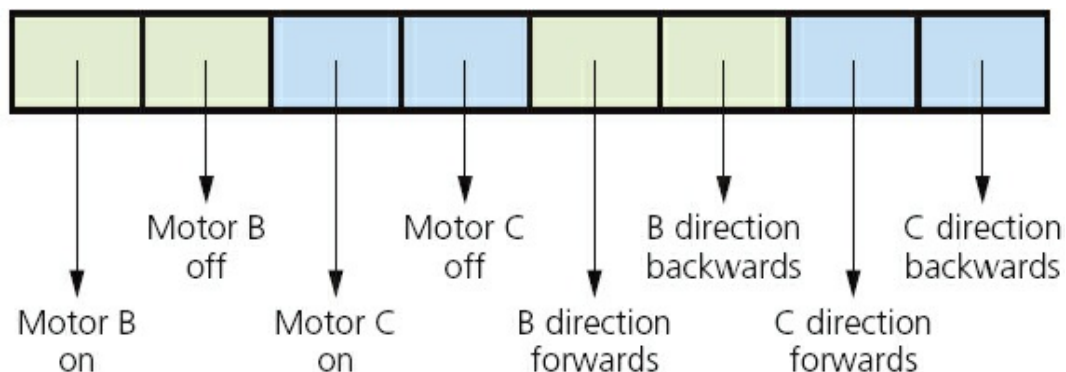 Motor B
off
Motor C
off
B direction
backwards
C direction
backwards
Motor B
on
Motor C
on
B direction
forwards
C direction
forwards